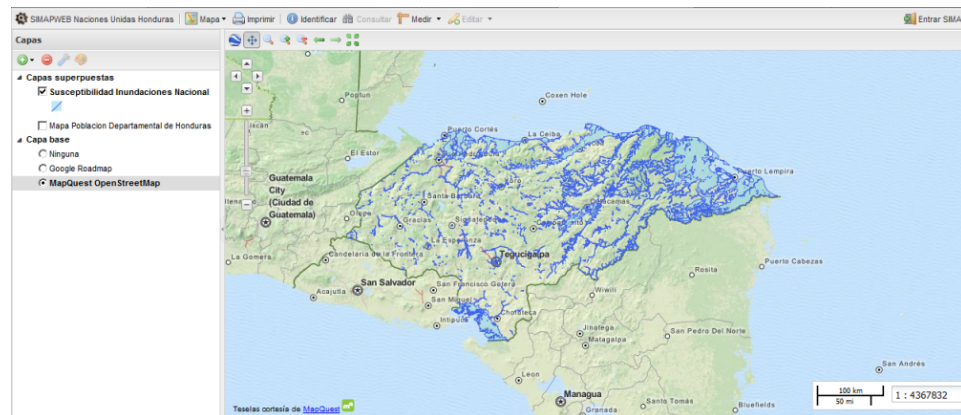 SIMAPWEB Naciones Unidas Honduras Mapa Imprimir Identificar Consultar Medir Editar Entrar SIMA
Capas
Capas superpuestas
Susceptibilidad Inundaciones Nacional
Mapa Poblacion Departamental de Honduras
Capa base
Ninguna
Google Roadmap
MapQuest OpenStreetMap
Poptun
Coxen Hole
Puerto Cortés
La Ceiba
El Estor
Puerto Lempira
Guatemala
City
(Ciudad de
Guatemala)
Santa Barbara
Gracias
La Esperanza
Tegucigalpa
La Gomera
Candelaria de la Frontera
Rosita
Puerto Cabezas
Acajutla
San Salvador
San Francisco Gotera
San Miguel
Wiwili
Intipuca
Choluteca
Jinotega
San Pedro Del Norte
Matagalpa
San Andrés
Leon
Managua
Granada
Santo Tomás
Bluefields
100 km
50 mi
1 : 4367832
Teselas cortesía de MapQuest